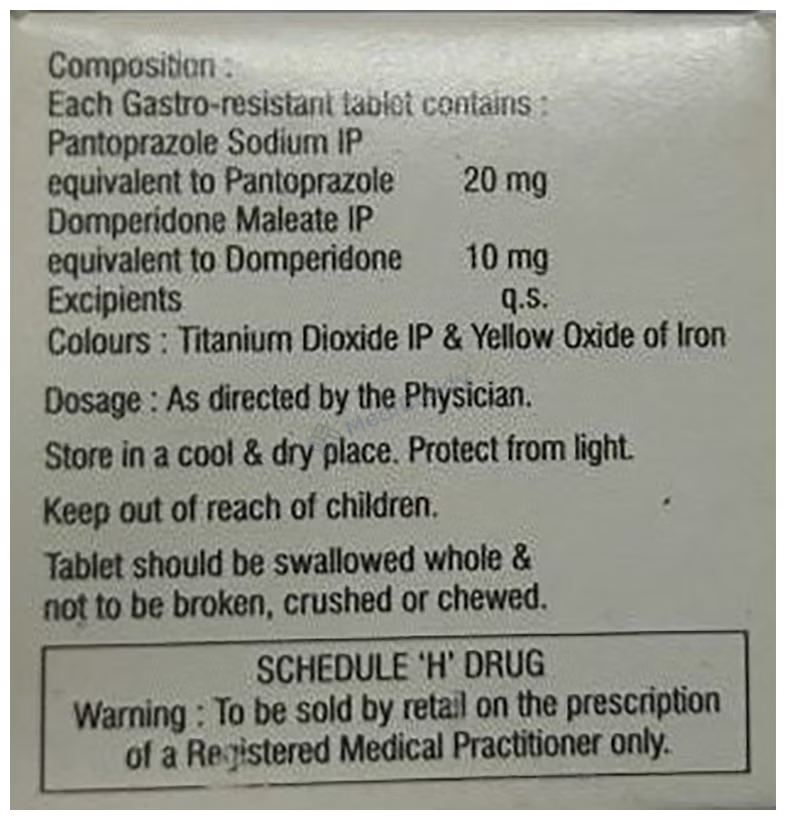 Composition :
Each Gastro-resistant tablet contains :
Pantoprazole Sodium IP
equivalent to Pantoprazole 20 mg
Domperidone Maleate IP
equivalent to Domperidone 10 mg
Excipients q.s.
Colours : Titanium Dioxide IP & Yellow Oxide of Iron
Dosage : As directed by the Physician.
Store in a cool & dry place. Protect from light.
Keep out of reach of children.
Tablet should be swallowed whole &
not to be broken, crushed or chewed.
SCHEDULE 'H' DRUG
Warning : To be sold by retail on the prescription
of a Registered Medical Practitioner only.